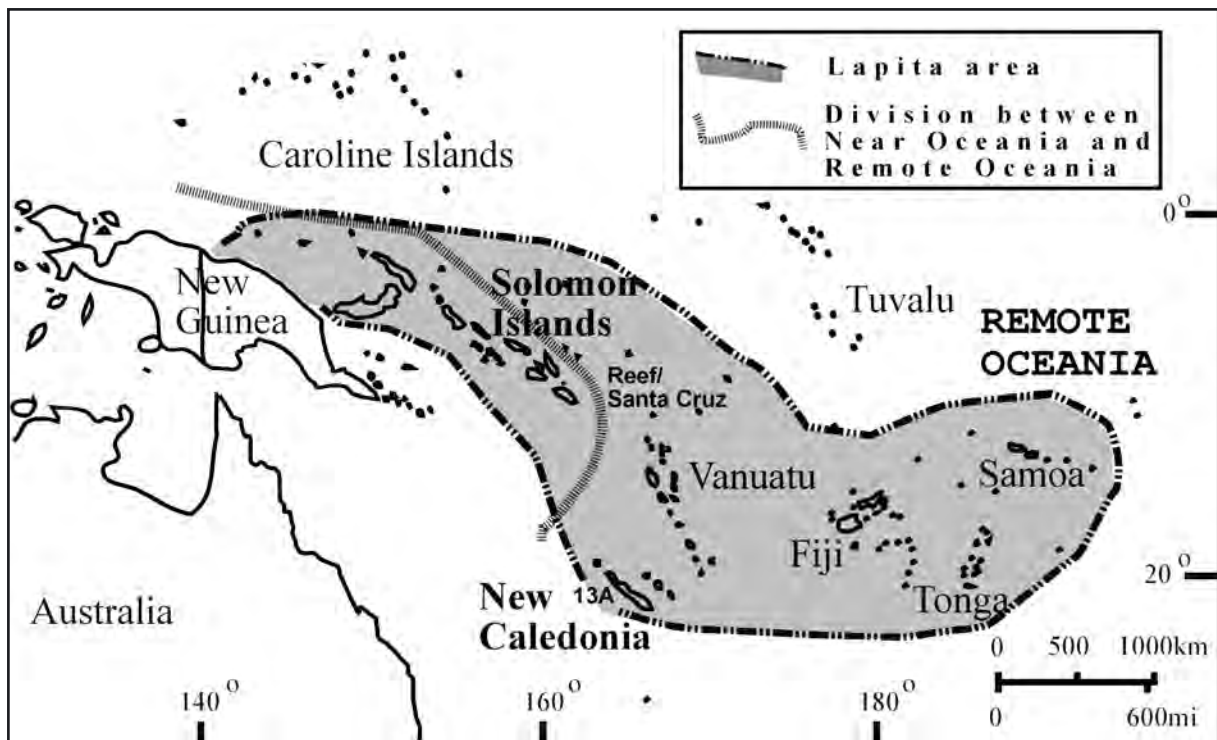 Lapita area
Division between
Near Oceania and
Remote Oceania
Caroline Islands
0°
New
Guinea
Solomon
Islands
Tuvalu
REMOTE
OCEANIA
Reef/
Santa Cruz
Vanuatu
Samoa
Fiji
Tonga
20°
Australia
New
Caledonia
13A
0 500 1000km
0 600mi
140° 160° 180°